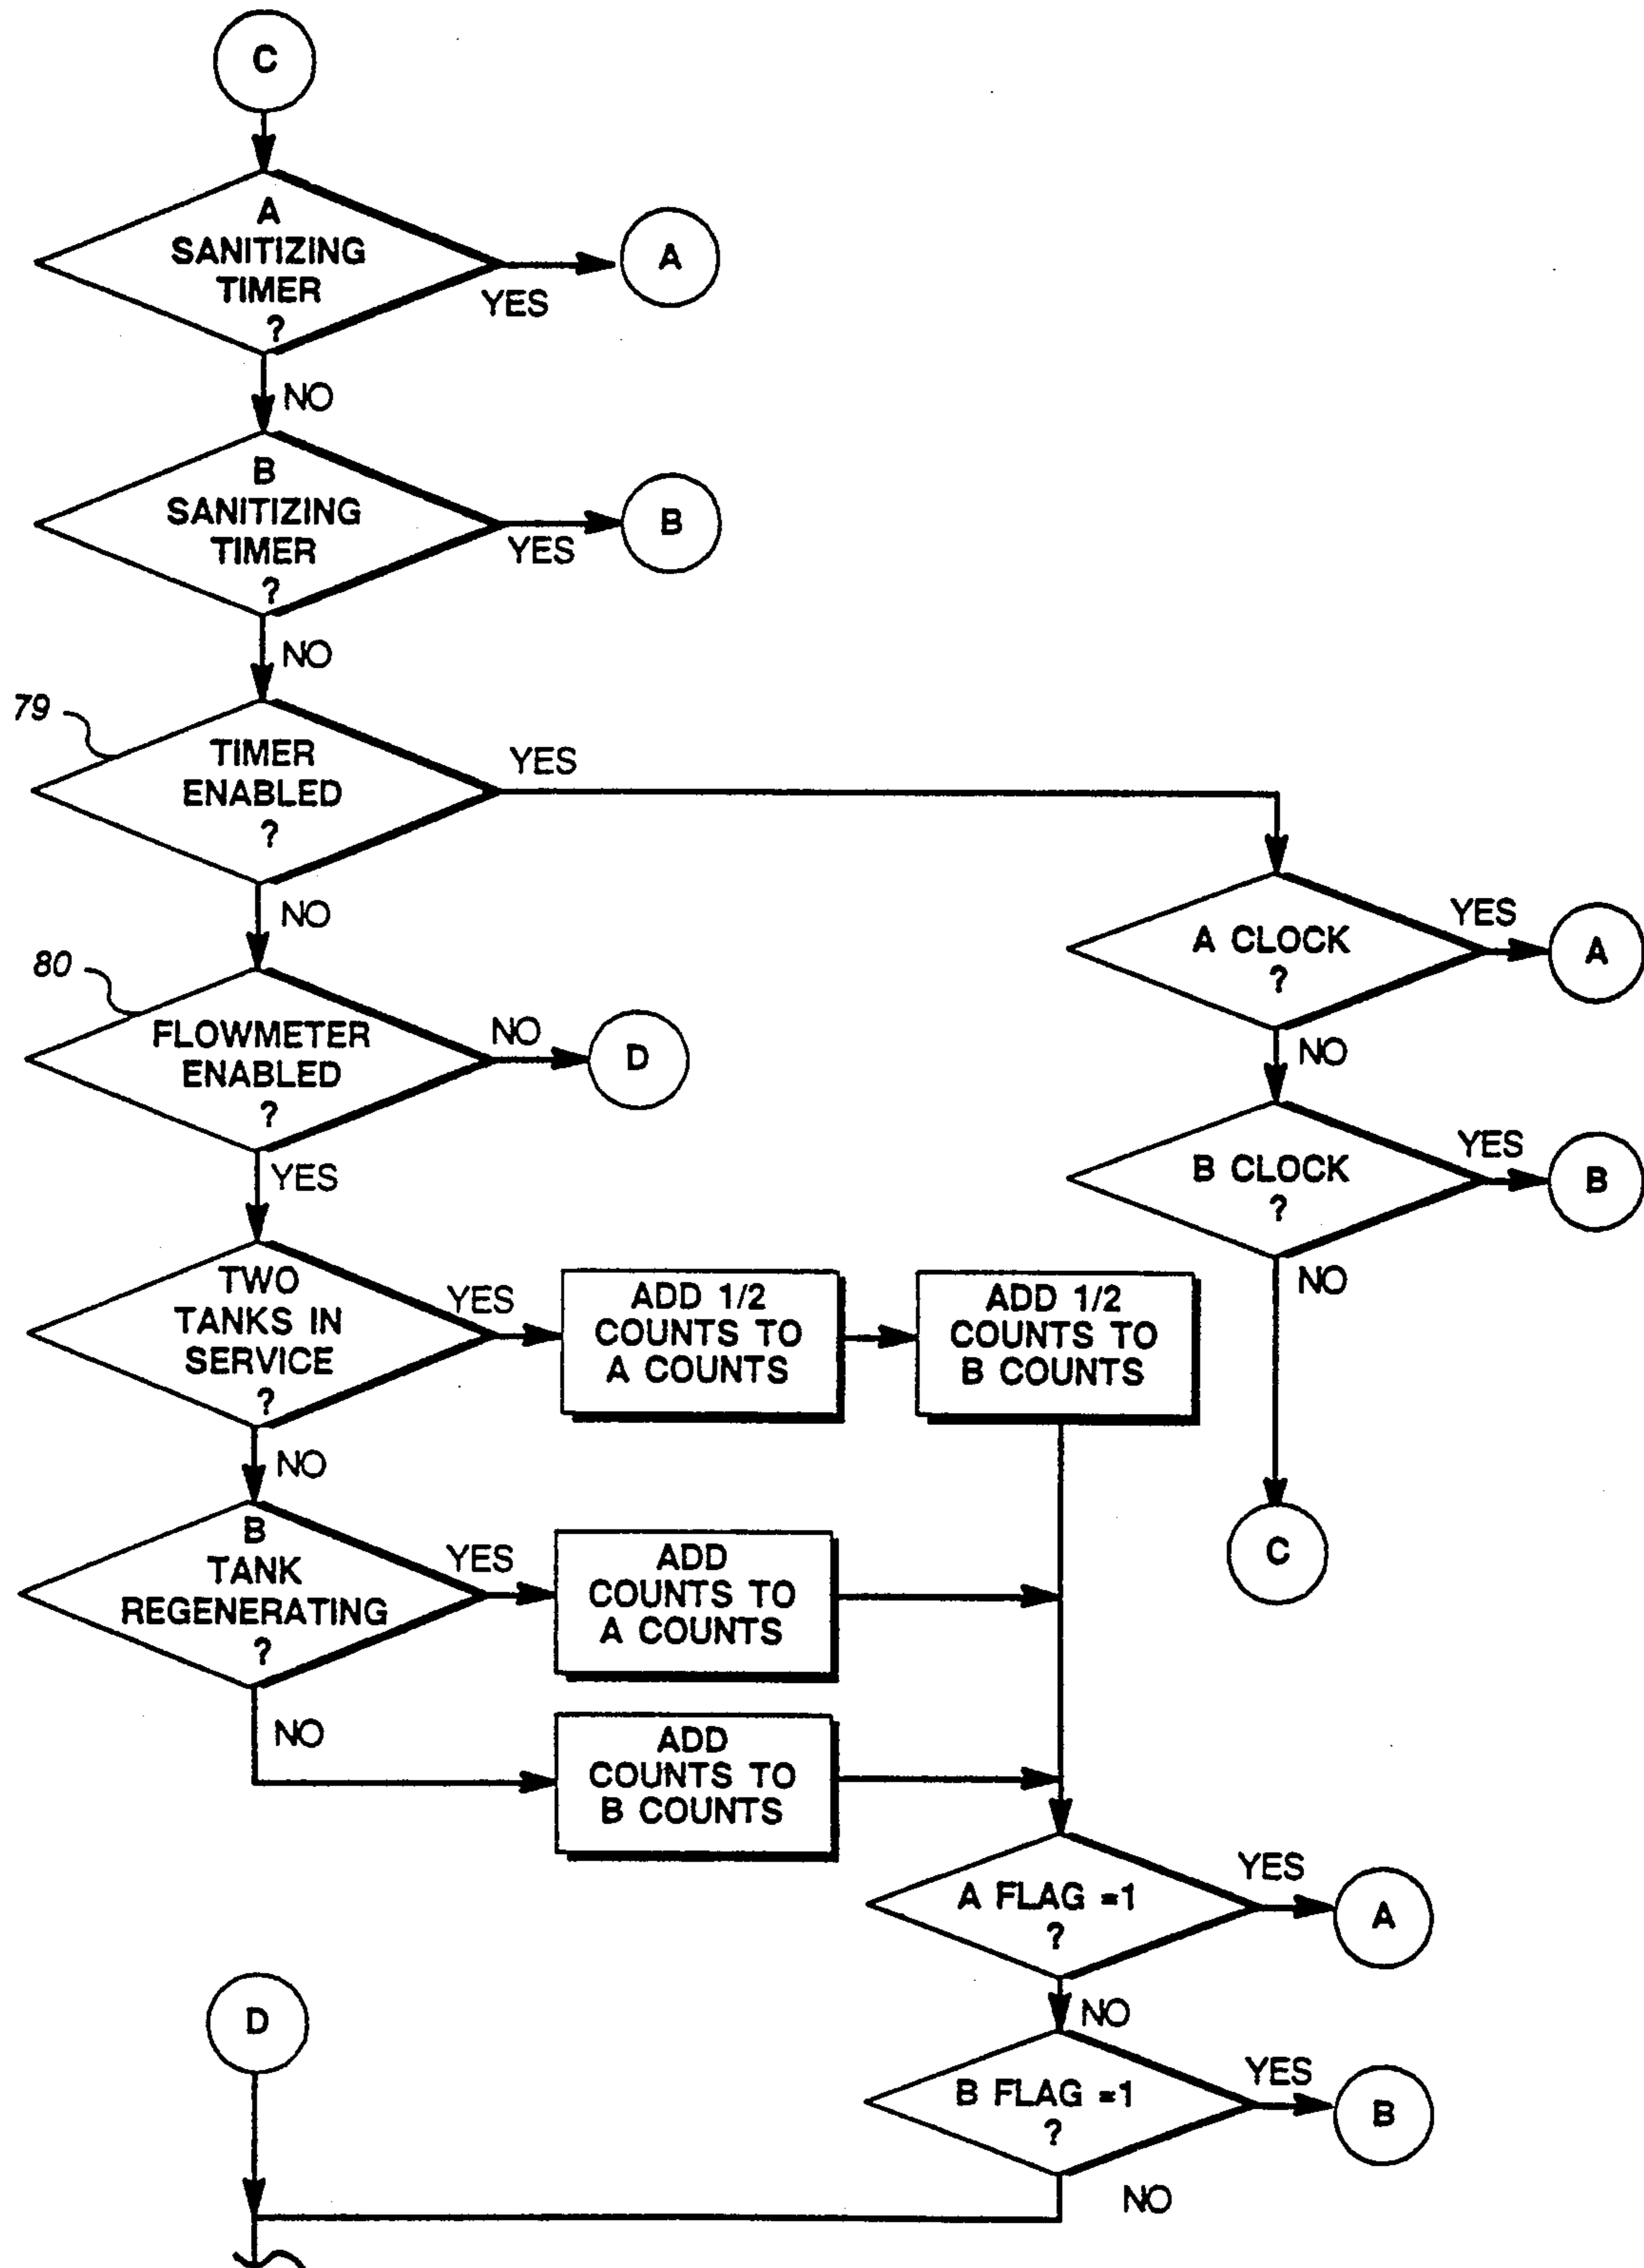 C
A
SANITIZING
TIMER
?
YES
A
NO
B
SANITIZING
TIMER
?
YES
B
NO
79
TIMER
ENABLED
?
YES
A CLOCK
?
YES
A
NO
B CLOCK
?
YES
B
NO
C
NO
80
FLOWMETER
ENABLED
?
NO
D
YES
TWO
TANKS IN
SERVICE
?
YES
ADD 1/2
COUNTS TO
A COUNTS
ADD 1/2
COUNTS TO
B COUNTS
NO
B
TANK
REGENERATING
?
YES
ADD
COUNTS TO
A COUNTS
NO
ADD
COUNTS TO
B COUNTS
A FLAG =1
?
YES
A
NO
B FLAG =1
?
YES
B
NO
D